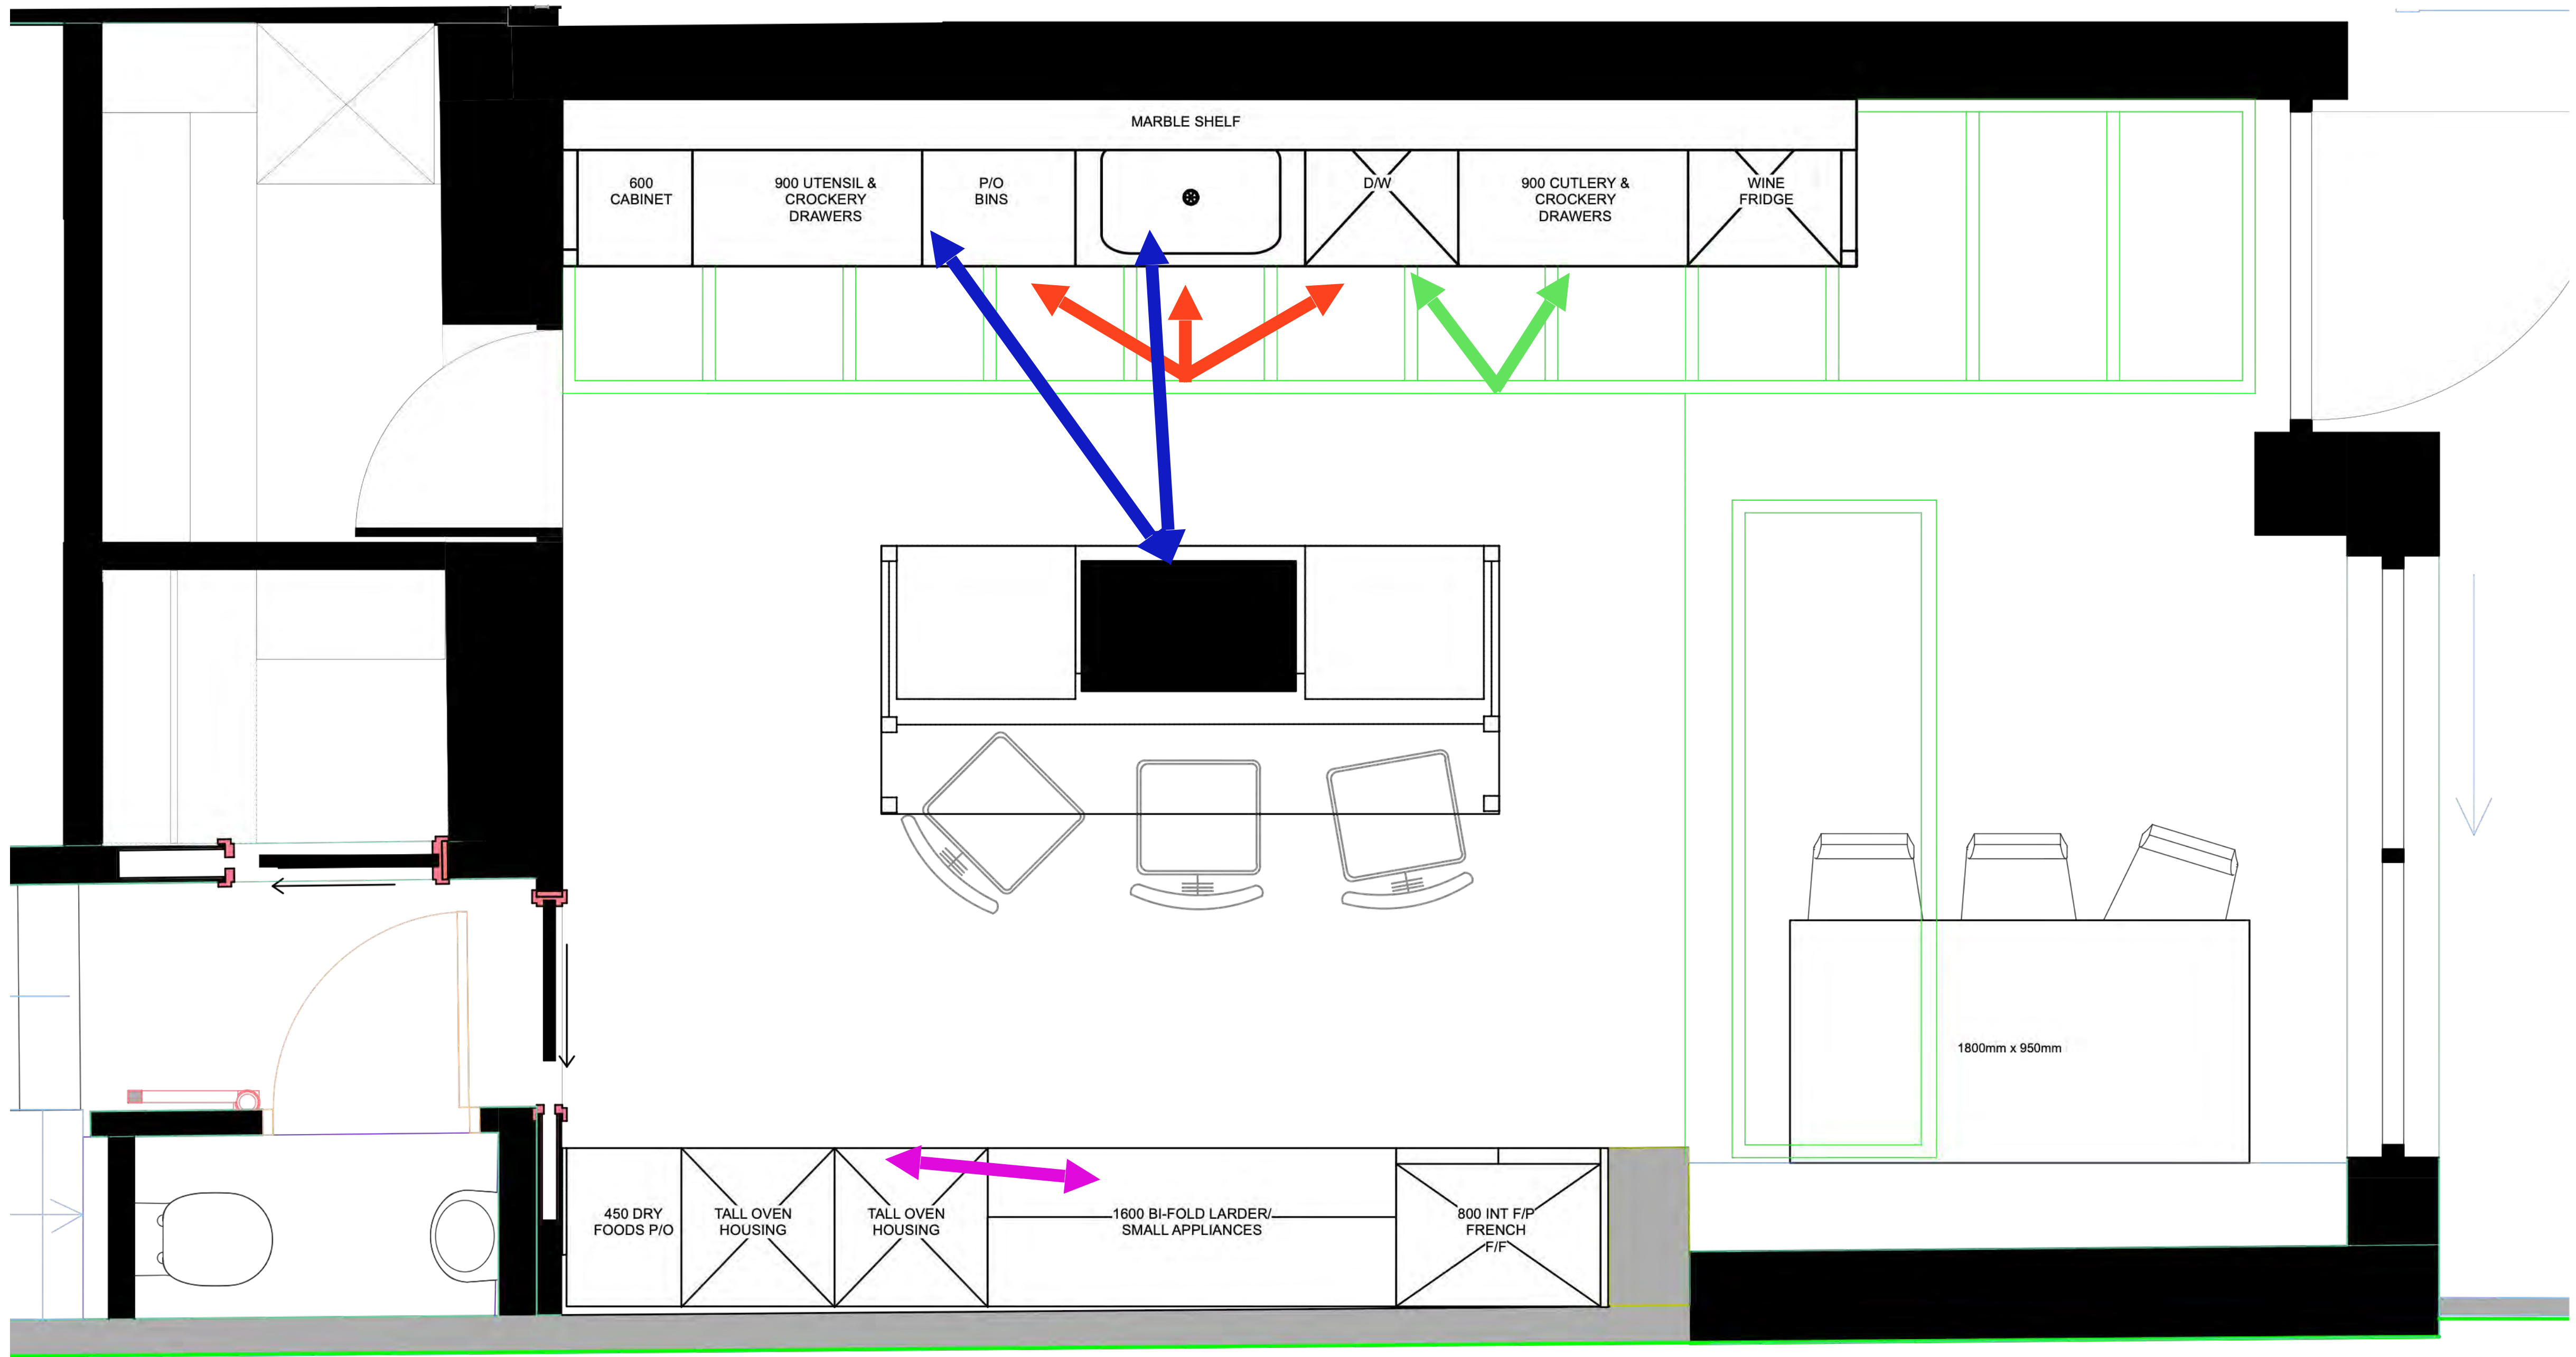 MARBLE SHELF
600
CABINET
900 UTENSIL &
CROCKERY
DRAWERS
P/O
BINS
D/W
900 CUTLERY &
CROCKERY
DRAWERS
WINE
FRIDGE
1800mm x 950mm
450 DRY
FOODS P/O
TALL OVEN
HOUSING
TALL OVEN
HOUSING
1600 BI-FOLD LARDER/
SMALL APPLIANCES
800 INT F/P
FRENCH
F/F